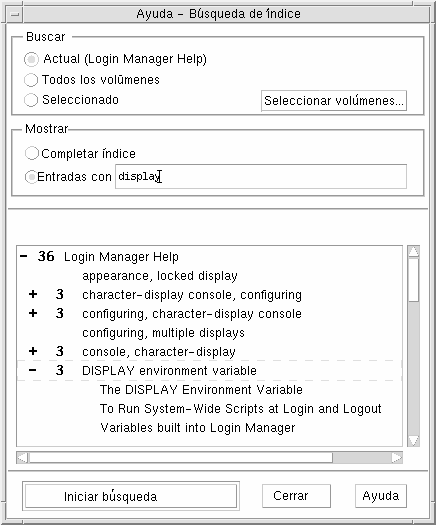 Ayuda - Búsqueda de índice
Buscar
Actual (Login Manager Help)
Todos los volúmenes
Seleccionado
Seleccionar volúmenes...
Mostrar
Completar índice
Entradas con display
- 36 Login Manager Help
appearance, locked display
+ 3 character-display console, configuring
+ 3 configuring, character-display console
configuring, multiple displays
+ 3 console, character-display
- 3 DISPLAY environment variable
The DISPLAY Environment Variable
To Run System-Wide Scripts at Login and Logout
Variables built into Login Manager
Iniciar búsqueda
Cerrar
Ayuda